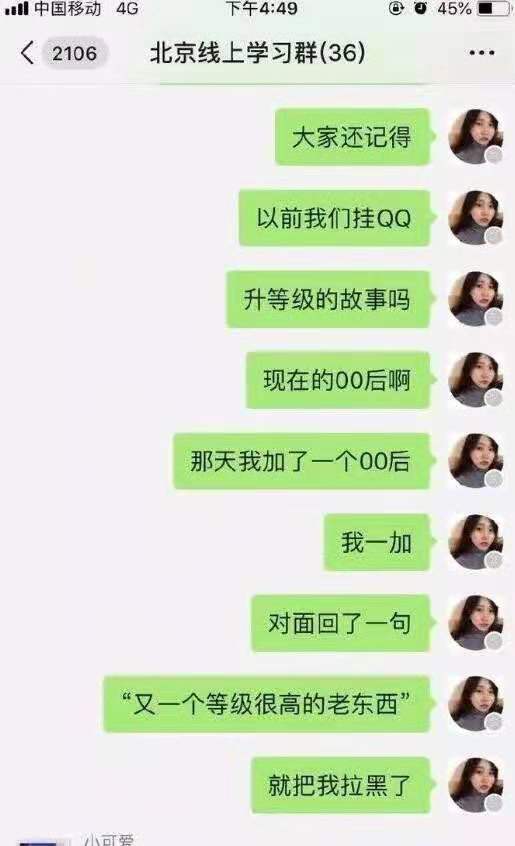 中国移动 4G 下午4:49 45%
2106 北京线上学习群(36)
大家还记得
以前我们挂QQ
升等级的故事吗
现在的00后啊
那天我加了一个00后
我一加
对面回了一句
“又一个等级很高的老东西”
就把我拉黑了
小可爱